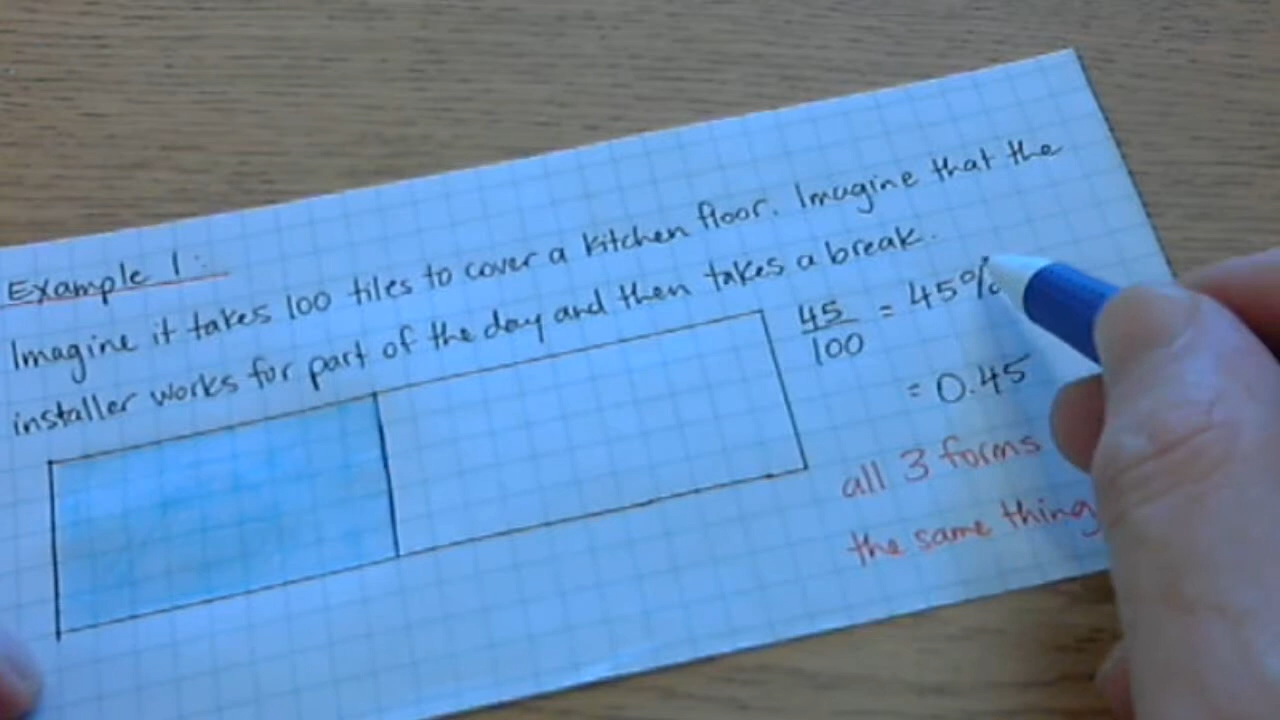 Example 1:
Imagine it takes 100 tiles to cover a kitchen floor. Imagine that the
installer works for part of the day and then takes a break.
45/100 = 45%
= 0.45
all 3 forms
the same thing